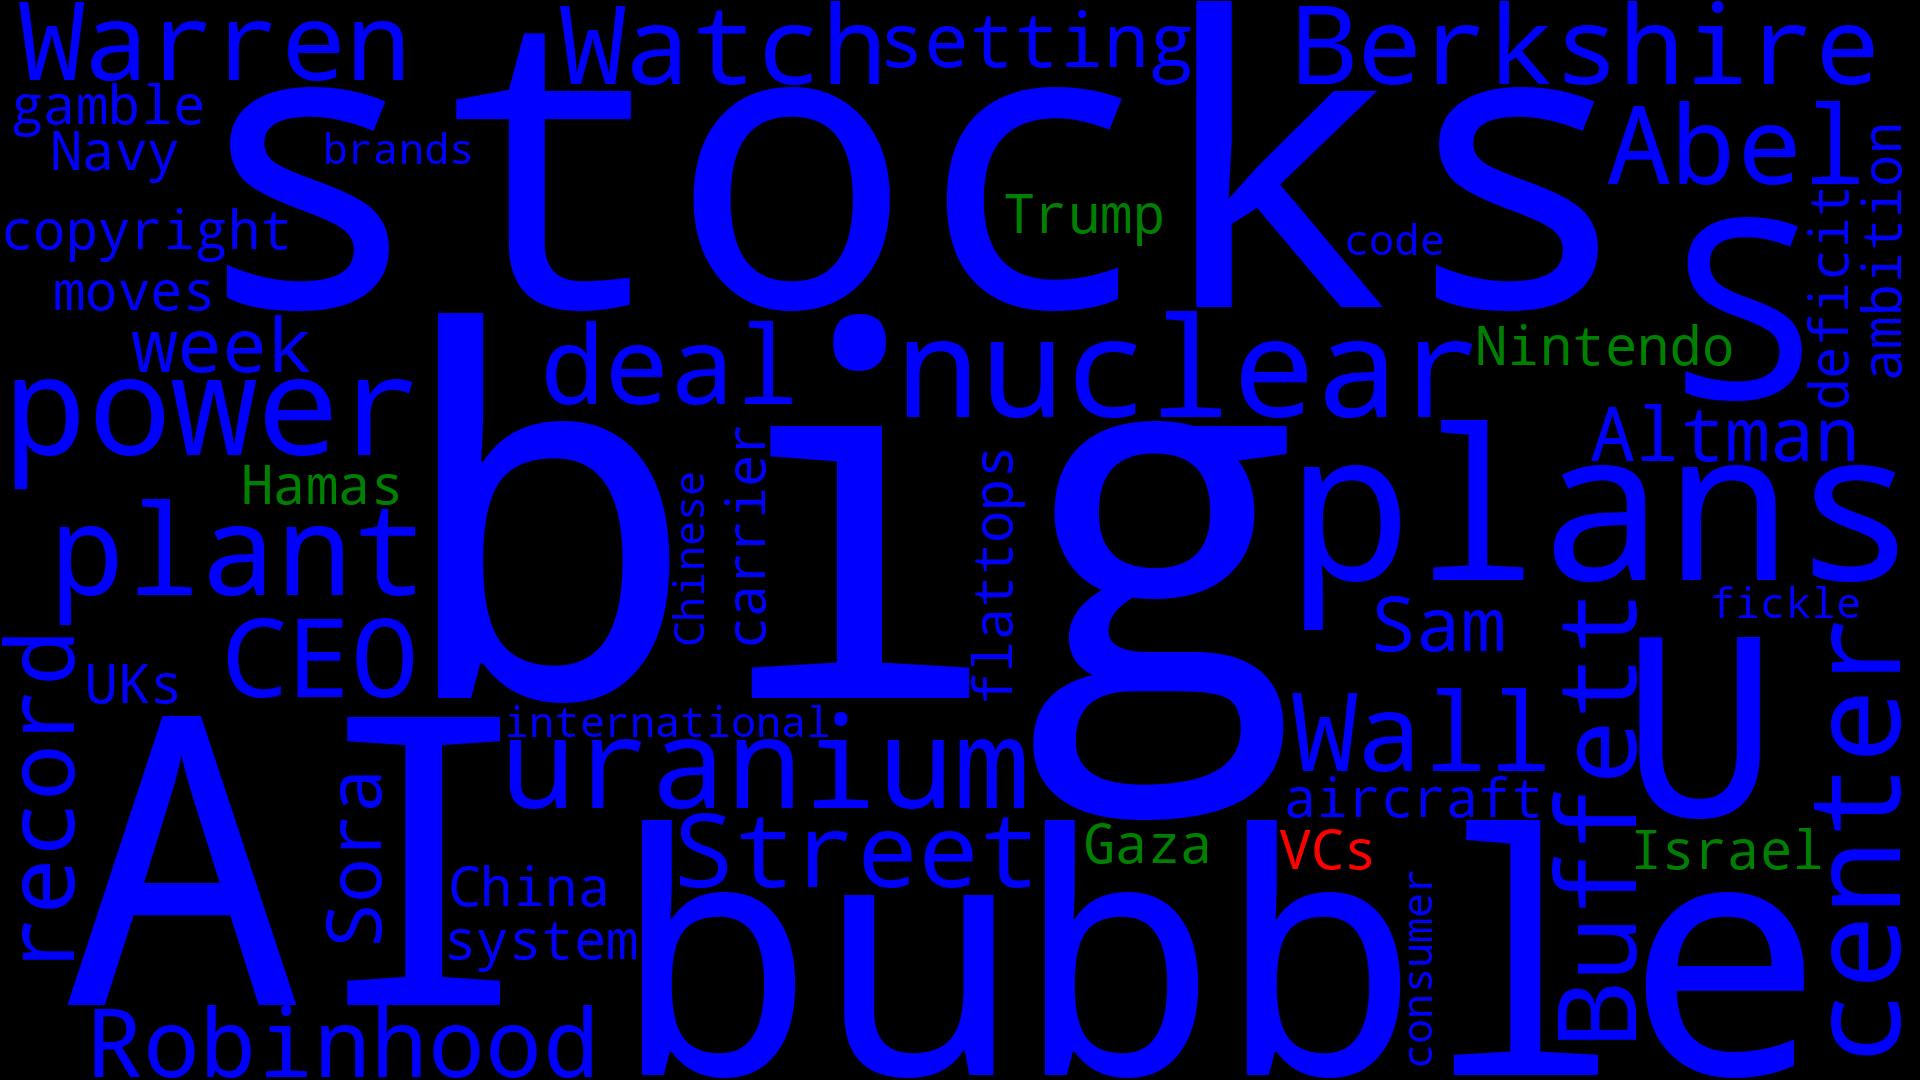 Warren
Watch
setting
Berkshire
gamble
Navy
brands
stocks
Abel
ambition
copyright
Trump
code
deficit
S
moves
week
deal
nuclear
Nintendo
power
Altman
Hamas
big
plans
plant
Chinese
carrier
flattops
fickle
CEO
Sam
record
UKs
Buffett
U
center
international
Wall
AI
Sora
uranium
aircraft
Street
Gaza
VCs
Israel
China
system
bubble
consumer
Robinhood